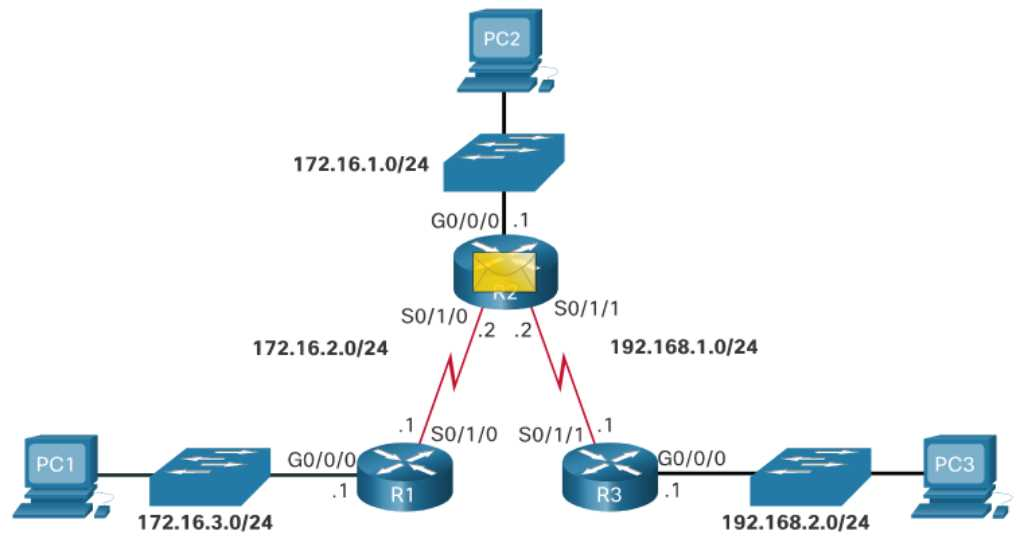 PC2
172.16.1.0/24
G0/0/0 .1
R2
S0/1/0 .2 .2 S0/1/1
172.16.2.0/24 192.168.1.0/24
.1 S0/1/0 S0/1/1 .1
PC1 G0/0/0 .1 R1 R3 G0/0/0 .1 PC3
172.16.3.0/24 192.168.2.0/24